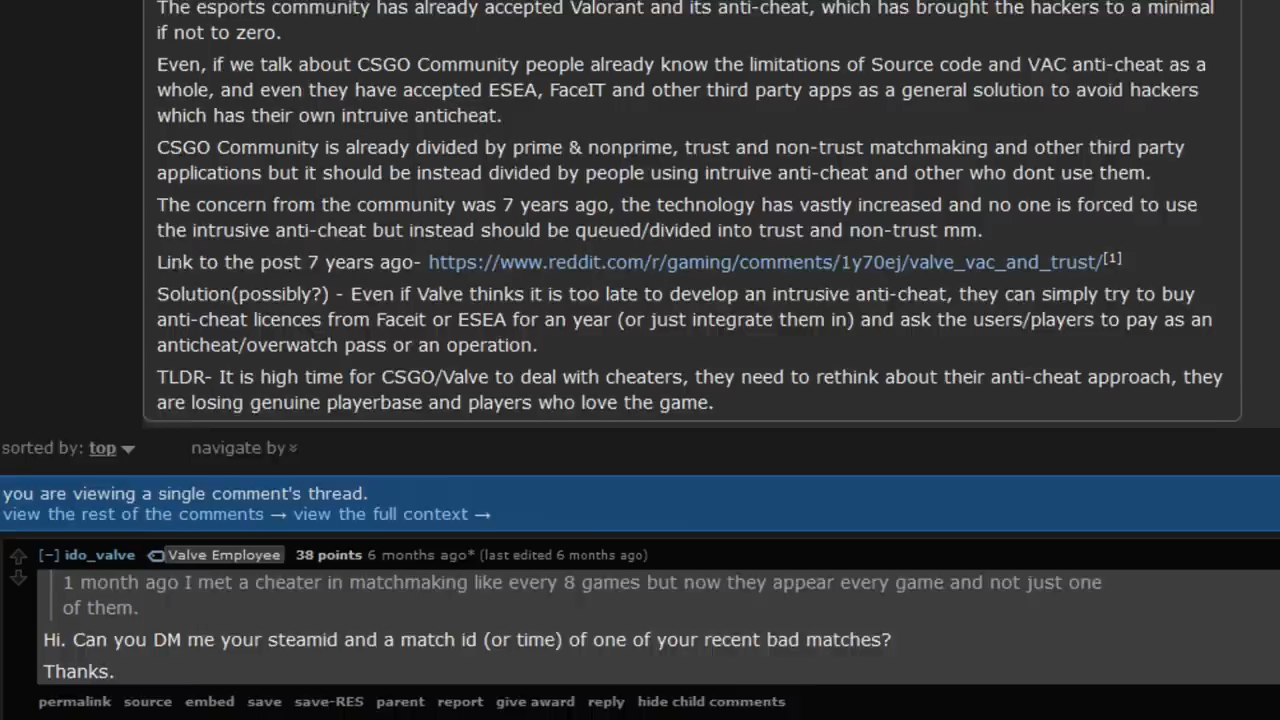 The esports community has already accepted Valorant and its anti-cheat, which has brought the hackers to a minimal
if not to zero.
Even, if we talk about CSGO Community people already know the limitations of Source code and VAC anti-cheat as a
whole, and even they have accepted ESEA, FaceIT and other third party apps as a general solution to avoid hackers
which has their own intruive anticheat.
CSGO Community is already divided by prime & nonprime, trust and non-trust matchmaking and other third party
applications but it should be instead divided by people using intruive anti-cheat and other who dont use them.
The concern from the community was 7 years ago, the technology has vastly increased and no one is forced to use
the intrusive anti-cheat but instead should be queued/divided into trust and non-trust mm.
Link to the post 7 years ago- https://www.reddit.com/r/gaming/comments/1y70ej/valve_vac_and_trust/[1]
Solution(possibly?) - Even if Valve thinks it is too late to develop an intrusive anti-cheat, they can simply try to buy
anti-cheat licences from Faceit or ESEA for an year (or just integrate them in) and ask the users/players to pay as an
anticheat/overwatch pass or an operation.
TLDR- It is high time for CSGO/Valve to deal with cheaters, they need to rethink about their anti-cheat approach, they
are losing genuine playerbase and players who love the game.
sorted by: top navigate by
you are viewing a single comment's thread.
view the rest of the comments → view the full context →
[–] ido_valve Valve Employee 38 points 6 months ago* (last edited 6 months ago)
1 month ago I met a cheater in matchmaking like every 8 games but now they appear every game and not just one
of them.
Hi. Can you DM me your steamid and a match id (or time) of one of your recent bad matches?
Thanks.
permalink source embed save save-RES parent report give award reply hide child comments